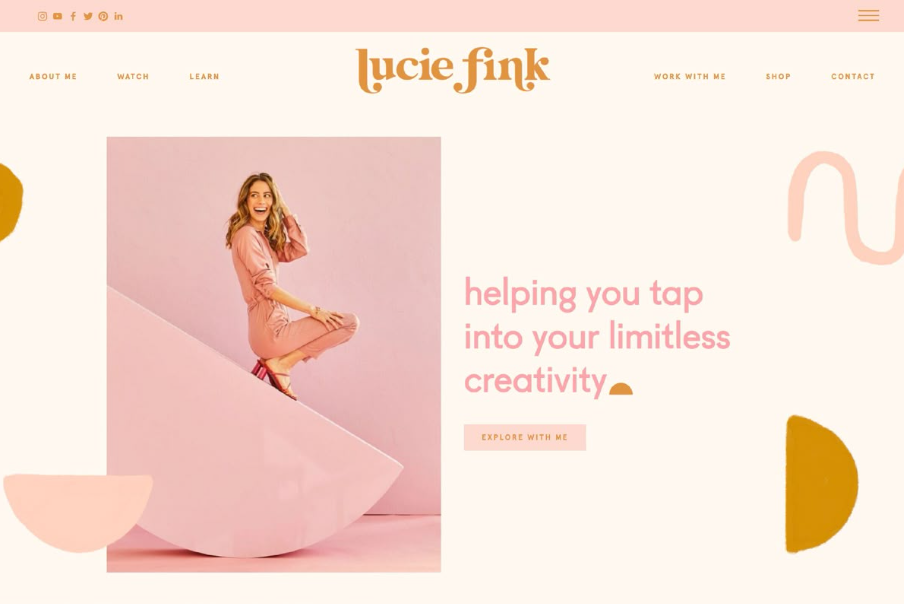 ABOUT ME
WATCH
LEARN
lucie fink
WORK WITH ME
SHOP
CONTACT
helping you tap
into your limitless
creativity
EXPLORE WITH ME